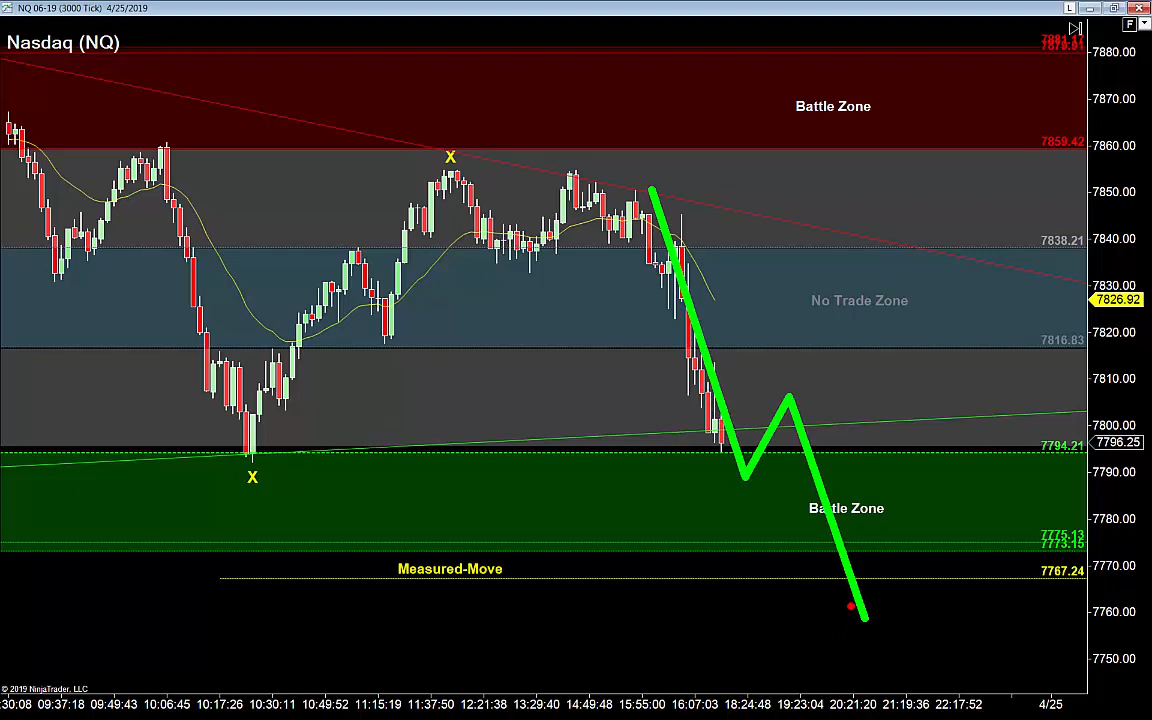 NQ 06-19 (3000 Tick)  4/25/2019
L
F
Nasdaq (NQ)
7881.17
7879.91
7880.00
7870.00
Battle Zone
7859.42
7860.00
X
7850.00
7838.21
7840.00
7830.00
No Trade Zone
7826.92
7820.00
7816.83
7810.00
7800.00
7794.21
7796.25
X
7790.00
Battle Zone
7780.00
7775.13
7773.15
Measured-Move
7767.24
7770.00
7760.00
7750.00
© 2019 NinjaTrader, LLC
:30:08 09:37:18 09:49:43 10:06:45 10:17:26 10:30:11 10:49:52 11:15:19 11:37:50 12:21:38 13:29:40 14:49:48 15:55:00 16:07:03 18:24:48 19:23:04 20:21:20 21:19:36 22:17:52 4/25